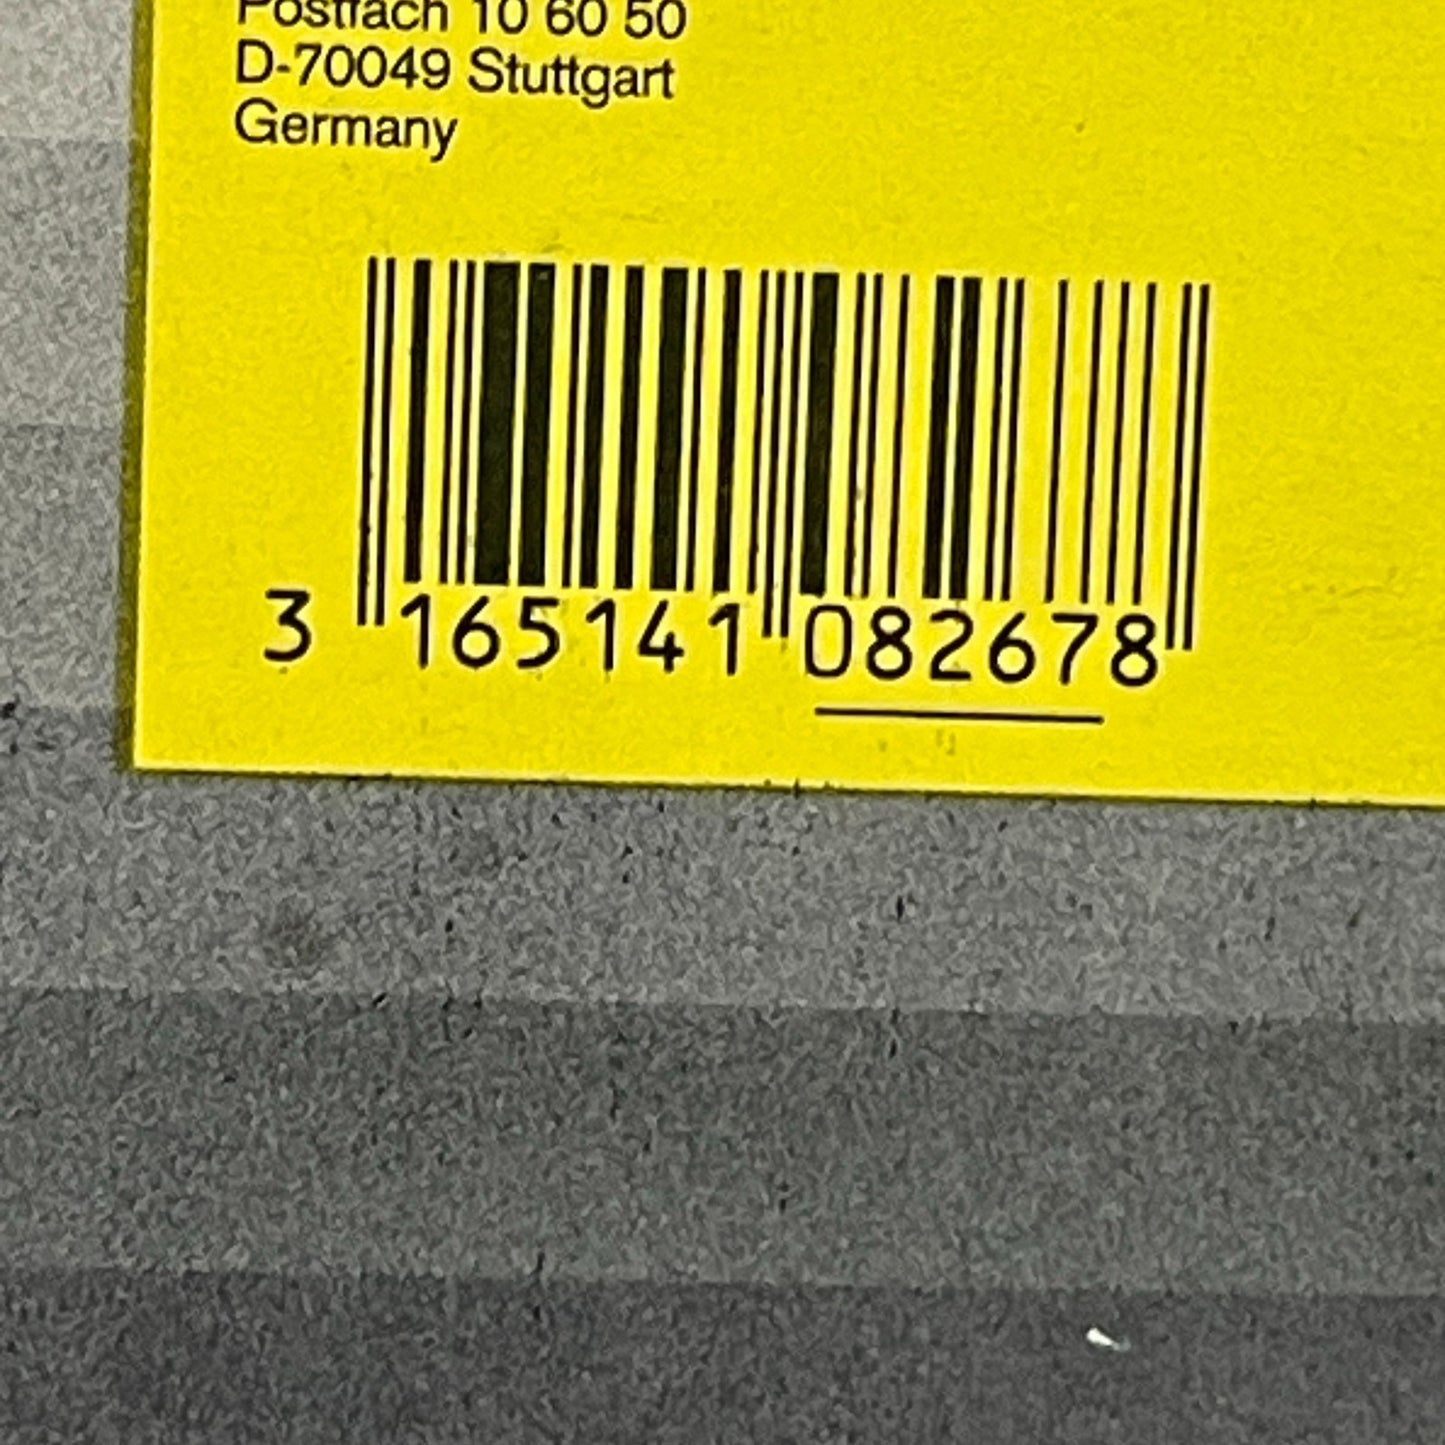 Postfach 10 60 50
D-70049 Stuttgart
Germany
3 165141 082678